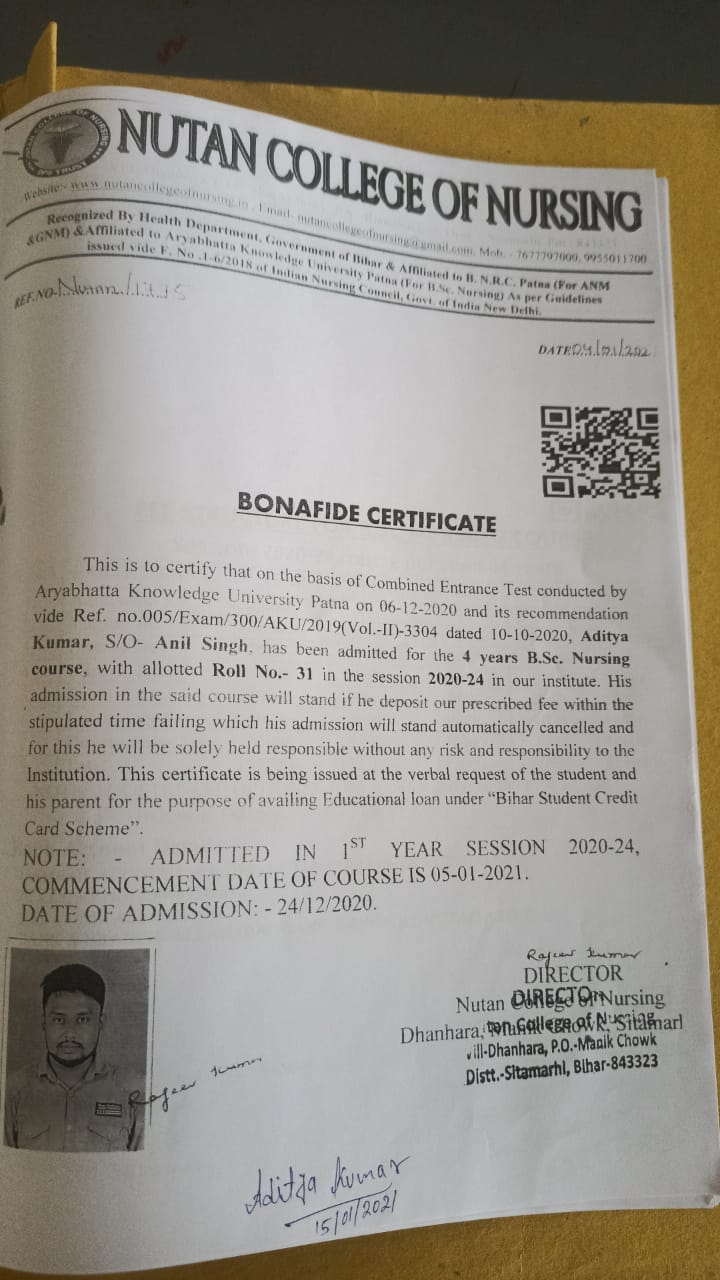 NUTAN COLLEGE OF NURSING
Website:- www.nutancollegeofnursing.in , Email. nutancollegeofnursing@gmail.com. Mob. - 7677797000, 9955011700
Recognized By Health Department, Government of Bihar & Affiliated to B. N.R.C. Patna (For ANM
&GNM) &Affiliated to Aryabhatta Knowledge University Patna (For B.Sc. Nursing) As per Guidelines
issued vide F. No .1-6/2018 of Indian Nursing Council, Govt. of India New Delhi.
REF.NO-
DATE
BONAFIDE CERTIFICATE
This is to certify that on the basis of Combined Entrance Test conducted by
Aryabhatta Knowledge University Patna on 06-12-2020 and its recommendation
vide Ref. no.005/Exam/300/AKU/2019(Vol.-II)-3304 dated 10-10-2020, Aditya
Kumar, S/O- Anil Singh, has been admitted for the 4 years B.Sc. Nursing
course, with allotted Roll No.- 31 in the session 2020-24 in our institute. His
admission in the said course will stand if he deposit our prescribed fee within the
stipulated time failing which his admission will stand automatically cancelled and
for this he will be solely held responsible without any risk and responsibility to the
Institution. This certificate is being issued at the verbal request of the student and
his parent for the purpose of availing Educational loan under “Bihar Student Credit
Card Scheme”.
NOTE: - ADMITTED IN 1ST YEAR SESSION 2020-24,
COMMENCEMENT DATE OF COURSE IS 05-01-2021.
DATE OF ADMISSION: - 24/12/2020.
Rajeev Kumar
DIRECTOR
Nutan College of Nursing
DIRECTOR
Dhanhara, Manik Chowk, Sitamarl
College of Nursing
Vill-Dhanhara, P.O.-Manik Chowk
Distt.-Sitamarhi, Bihar-843323
Rajeev Kumar
Aditya Kumar
15/01/2021